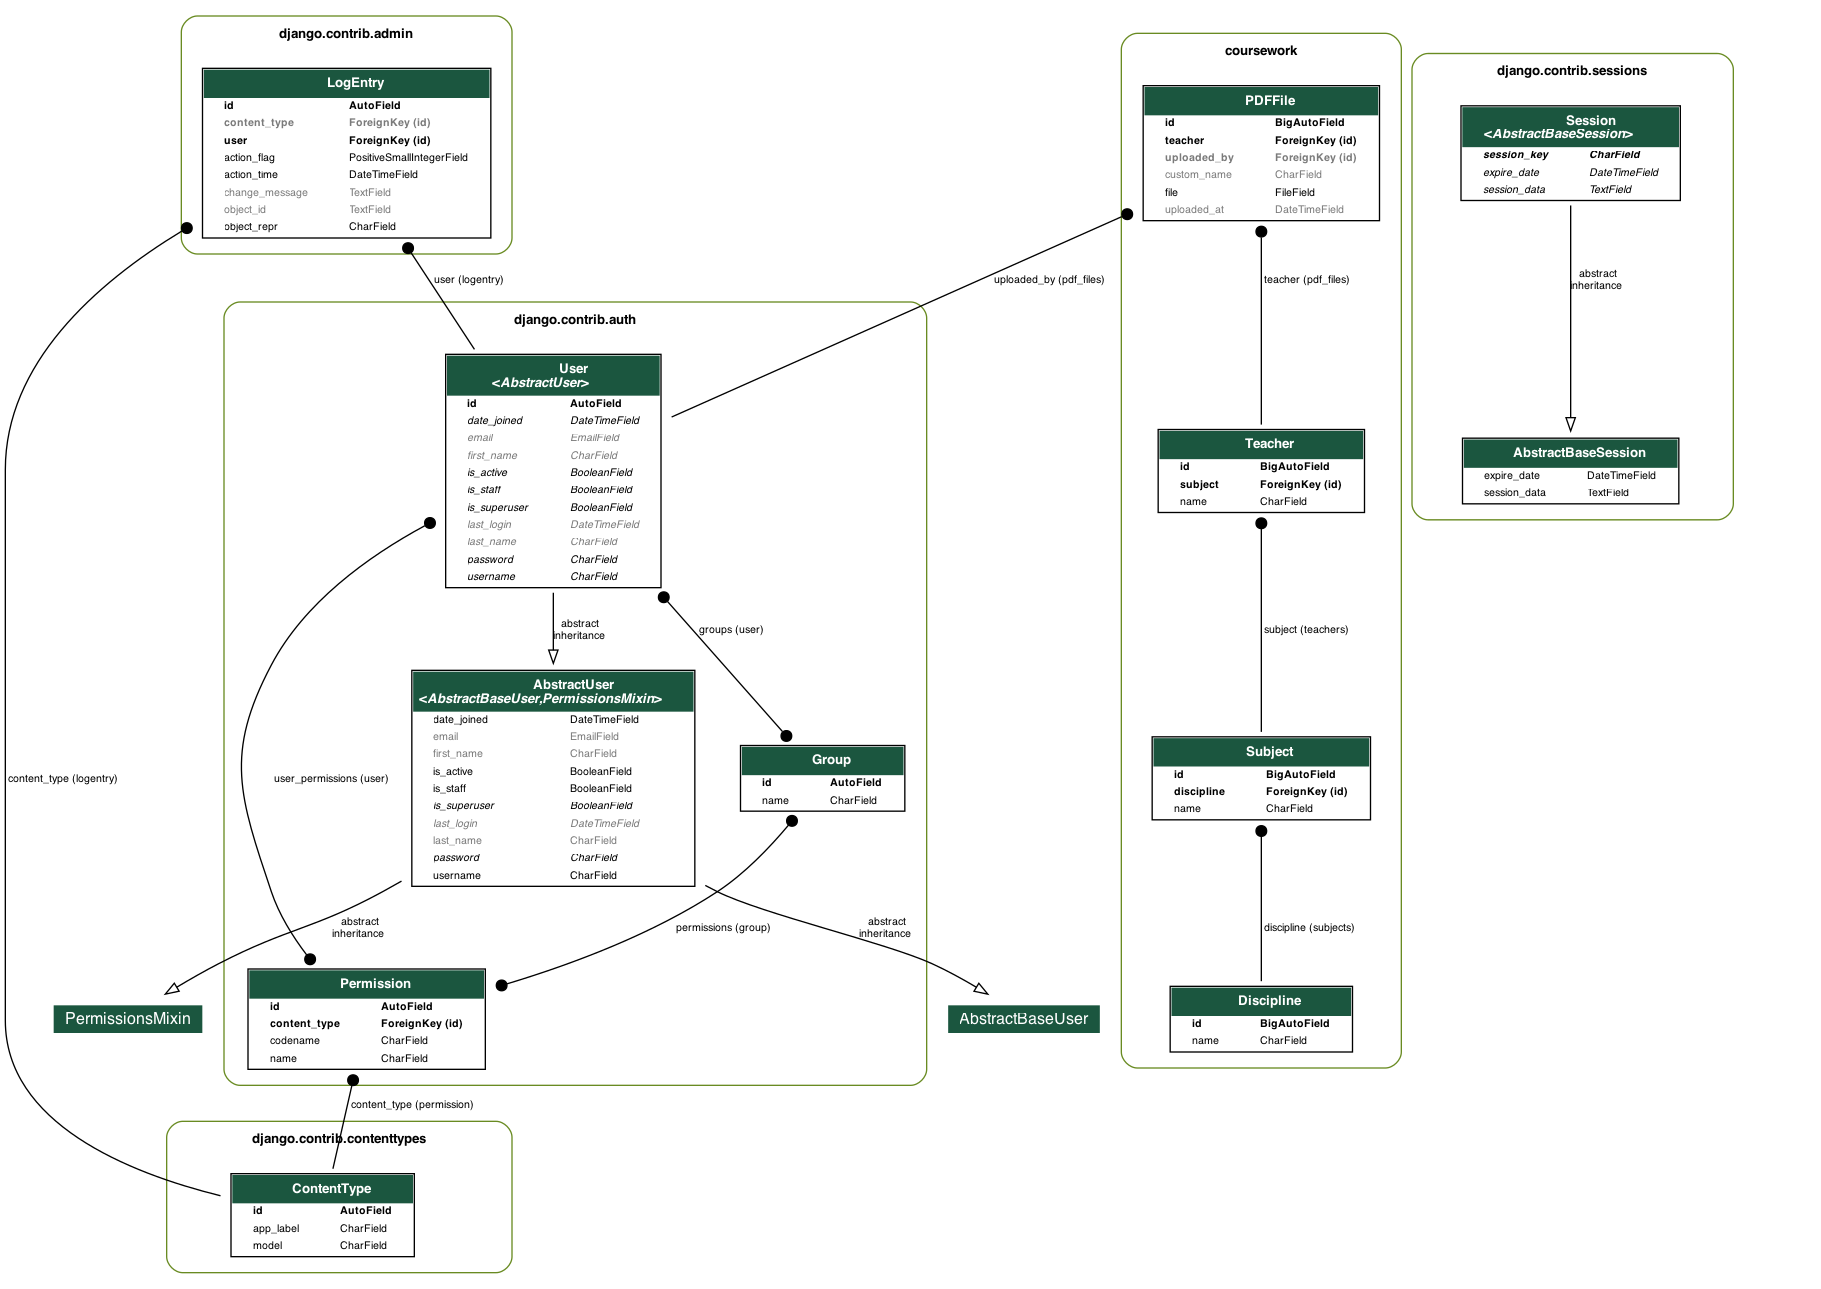 django.contrib.admin
LogEntry
id AutoField
content_type ForeignKey (id)
user ForeignKey (id)
action_flag PositiveSmallIntegerField
action_time DateTimeField
change_message TextField
object_id TextField
object_repr CharField
user (logentry)
content_type (logentry)
django.contrib.auth
User
<AbstractUser>
id AutoField
date_joined DateTimeField
email EmailField
first_name CharField
is_active BooleanField
is_staff BooleanField
is_superuser BooleanField
last_login DateTimeField
last_name CharField
password CharField
username CharField
abstract
inheritance
groups (user)
user_permissions (user)
AbstractUser
<AbstractBaseUser,PermissionsMixin>
date_joined DateTimeField
email EmailField
first_name CharField
is_active BooleanField
is_staff BooleanField
is_superuser BooleanField
last_login DateTimeField
last_name CharField
password CharField
username CharField
Group
id AutoField
name CharField
abstract
inheritance
permissions (group)
abstract
inheritance
PermissionsMixin
Permission
id AutoField
content_type ForeignKey (id)
codename CharField
name CharField
AbstractBaseUser
content_type (permission)
django.contrib.contenttypes
ContentType
id AutoField
app_label CharField
model CharField
coursework
PDFFile
id BigAutoField
teacher ForeignKey (id)
uploaded_by ForeignKey (id)
custom_name CharField
file FileField
uploaded_at DateTimeField
uploaded_by (pdf_files)
teacher (pdf_files)
Teacher
id BigAutoField
subject ForeignKey (id)
name CharField
subject (teachers)
Subject
id BigAutoField
discipline ForeignKey (id)
name CharField
discipline (subjects)
Discipline
id BigAutoField
name CharField
django.contrib.sessions
Session
<AbstractBaseSession>
session_key CharField
expire_date DateTimeField
session_data TextField
abstract
inheritance
AbstractBaseSession
expire_date DateTimeField
session_data TextField